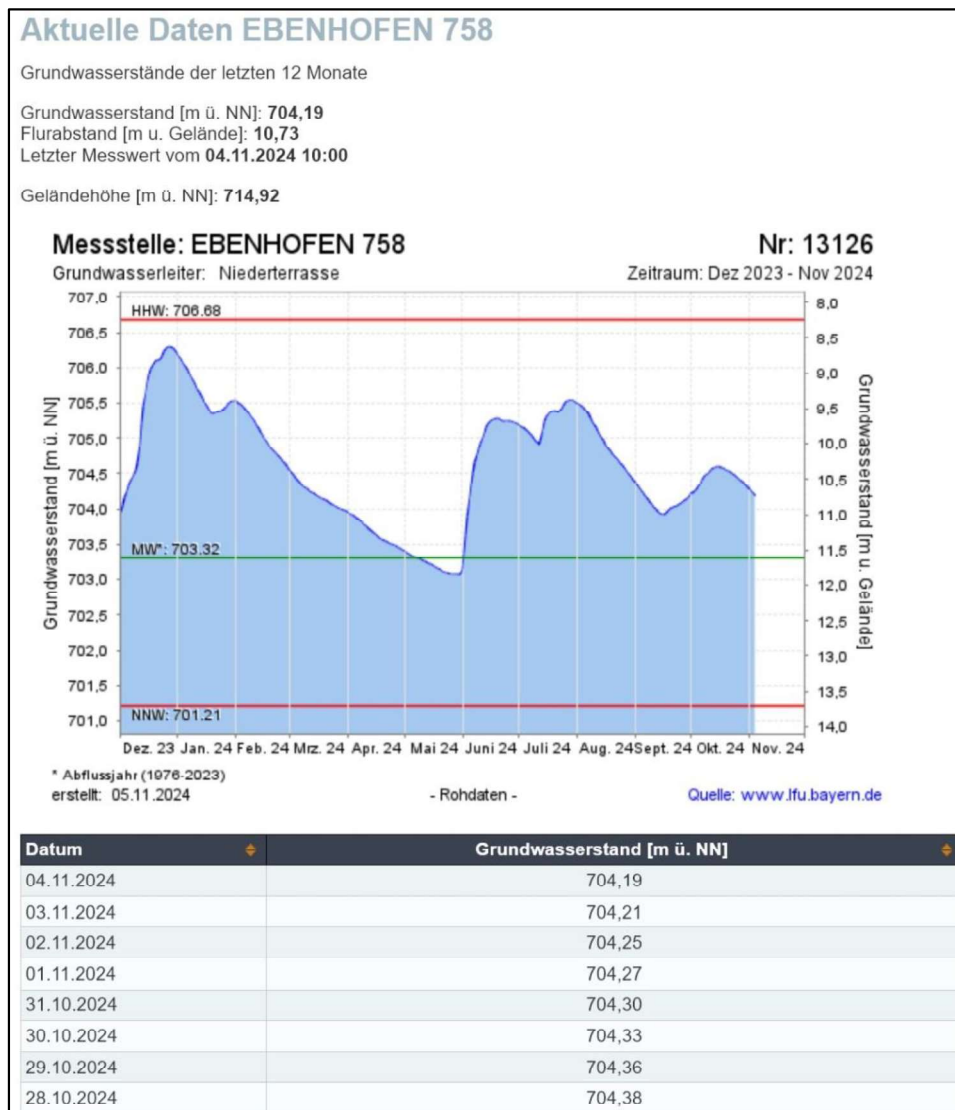 Aktuelle Daten EBENHOFEN 758
Grundwasserstände der letzten 12 Monate
Grundwasserstand [m ü. NN]: 704,19
Flurabstand [m u. Gelände]: 10,73
Letzter Messwert vom 04.11.2024 10:00
Geländehöhe [m ü. NN]: 714,92
Messstelle: EBENHOFEN 758 Nr: 13126
Grundwasserleiter: Niederterrasse Zeitraum: Dez 2023 - Nov 2024
Grundwasserstand [m ü. NN]
707,0
706,5
706,0
705,5
705,0
704,5
704,0
703,5
703,0
702,5
702,0
701,5
701,0
HHW: 706.68
MW*: 703.32
NNW: 701.21
8,0
8,5
9,0
9,5
10,0
10,5
11,0
11,5
12,0
12,5
13,0
13,5
14,0
Grundwasserstand [m u. Gelände]
Dez. 23 Jan. 24 Feb. 24 Mrz. 24 Apr. 24 Mai 24 Juni 24 Juli 24 Aug. 24 Sept. 24 Okt. 24 Nov. 24
* Abflussjahr (1976-2023)
erstellt: 05.11.2024 - Rohdaten - Quelle: www.lfu.bayern.de
Datum Grundwasserstand [m ü. NN]
04.11.2024 704,19
03.11.2024 704,21
02.11.2024 704,25
01.11.2024 704,27
31.10.2024 704,30
30.10.2024 704,33
29.10.2024 704,36
28.10.2024 704,38